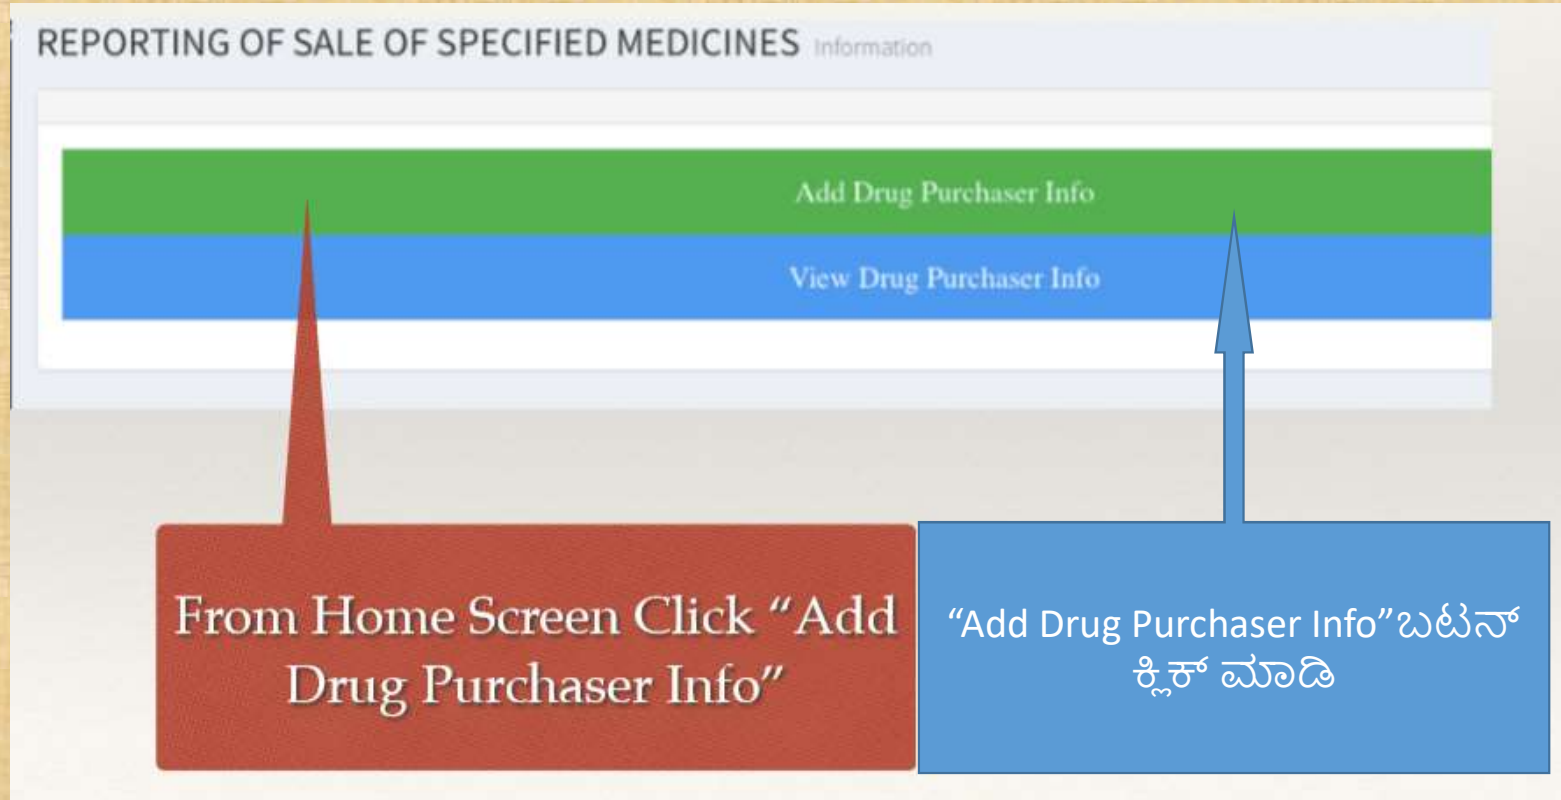 REPORTING OF SALE OF SPECIFIED MEDICINES Information
Add Drug Purchaser Info
View Drug Purchaser Info
From Home Screen Click “Add
Drug Purchaser Info”
“Add Drug Purchaser Info”ಬಟನ್
ಕ್ಲಿಕ್ ಮಾಡಿ